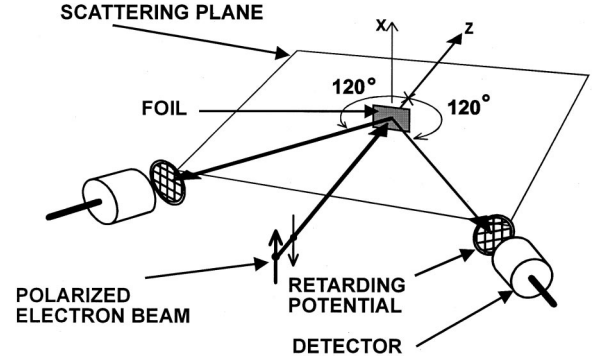 SCATTERING PLANE
X
Z
120°
120°
FOIL
POLARIZED
ELECTRON BEAM
RETARDING
POTENTIAL
DETECTOR